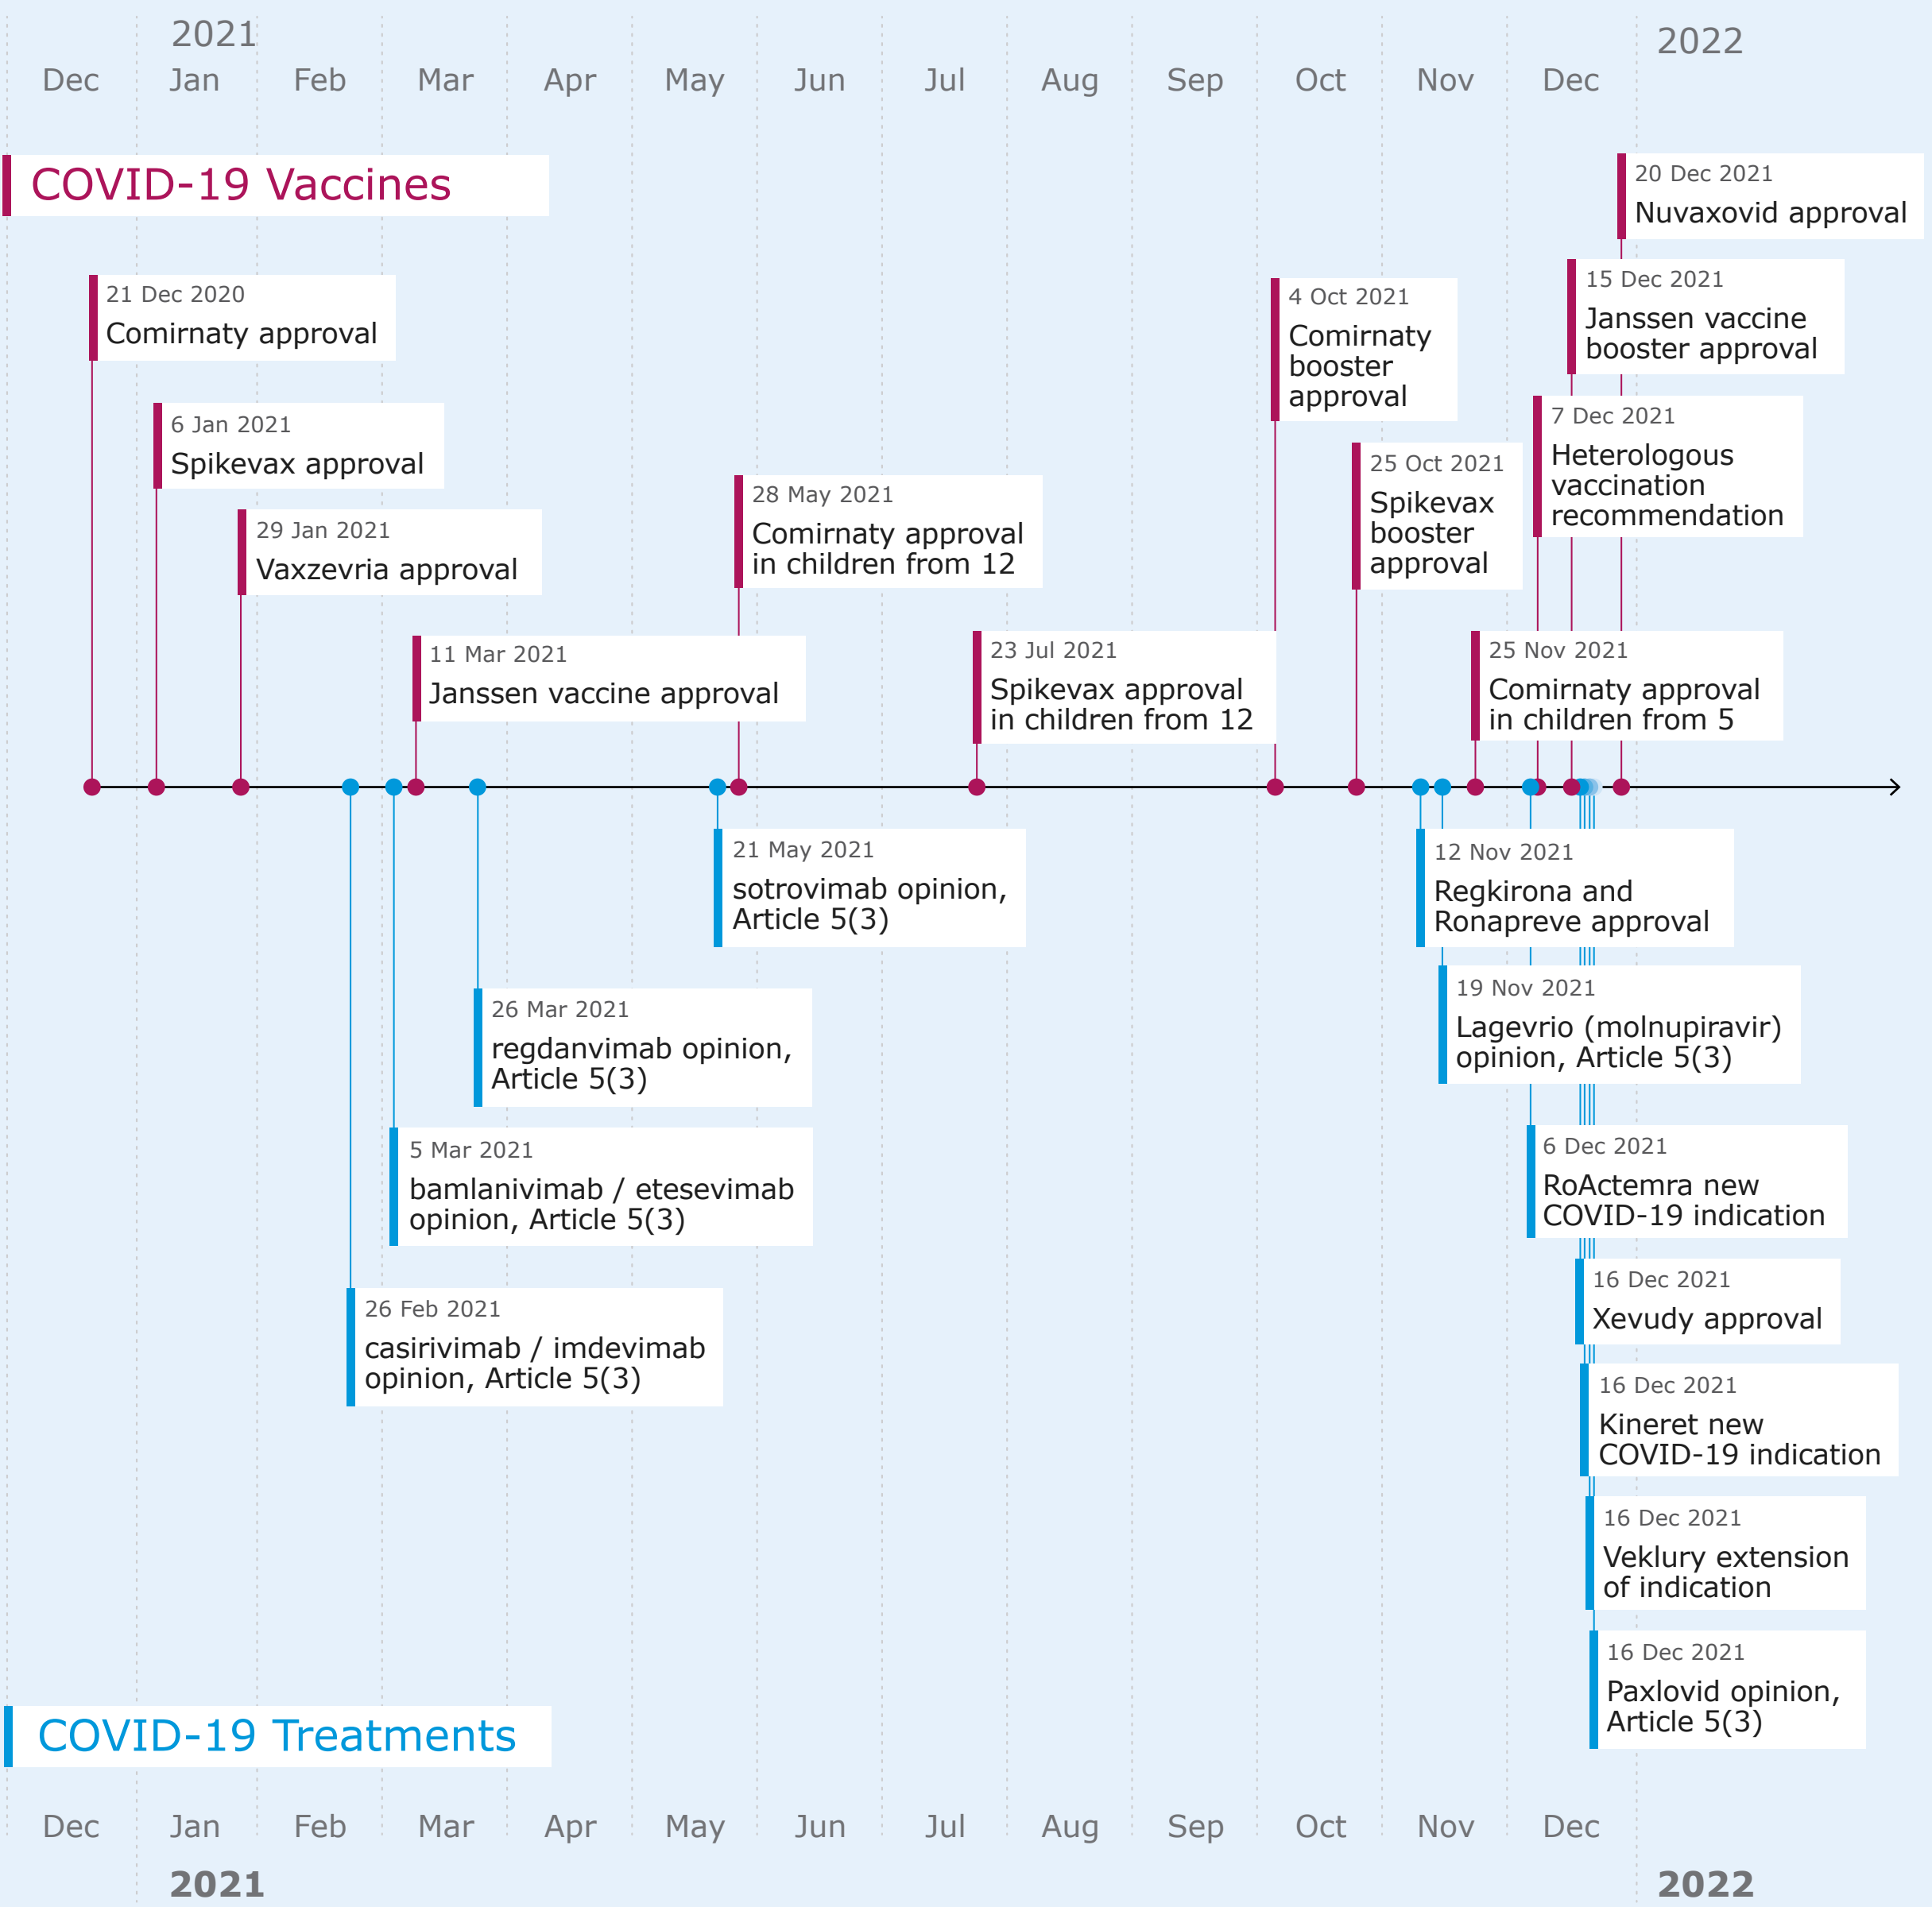 2021
2022
Dec
Jan
Feb
Mar
Apr
May
Jun
Jul
Aug
Sep
Oct
Nov
Dec
COVID-19 Vaccines
21 Dec 2020
Comirnaty approval
6 Jan 2021
Spikevax approval
29 Jan 2021
Vaxzevria approval
11 Mar 2021
Janssen vaccine approval
28 May 2021
Comirnaty approval
in children from 12
23 Jul 2021
Spikevax approval
in children from 12
4 Oct 2021
Comirnaty
booster
approval
25 Oct 2021
Spikevax
booster
approval
25 Nov 2021
Comirnaty approval
in children from 5
7 Dec 2021
Heterologous
vaccination
recommendation
15 Dec 2021
Janssen vaccine
booster approval
20 Dec 2021
Nuvaxovid approval
26 Feb 2021
casirivimab / imdevimab
opinion, Article 5(3)
5 Mar 2021
bamlanivimab / etesevimab
opinion, Article 5(3)
26 Mar 2021
regdanvimab opinion,
Article 5(3)
21 May 2021
sotrovimab opinion,
Article 5(3)
12 Nov 2021
Regkirona and
Ronapreve approval
19 Nov 2021
Lagevrio (molnupiravir)
opinion, Article 5(3)
6 Dec 2021
RoActemra new
COVID-19 indication
16 Dec 2021
Xevudy approval
16 Dec 2021
Kineret new
COVID-19 indication
16 Dec 2021
Veklury extension
of indication
16 Dec 2021
Paxlovid opinion,
Article 5(3)
COVID-19 Treatments
Dec
Jan
Feb
Mar
Apr
May
Jun
Jul
Aug
Sep
Oct
Nov
Dec
2021
2022